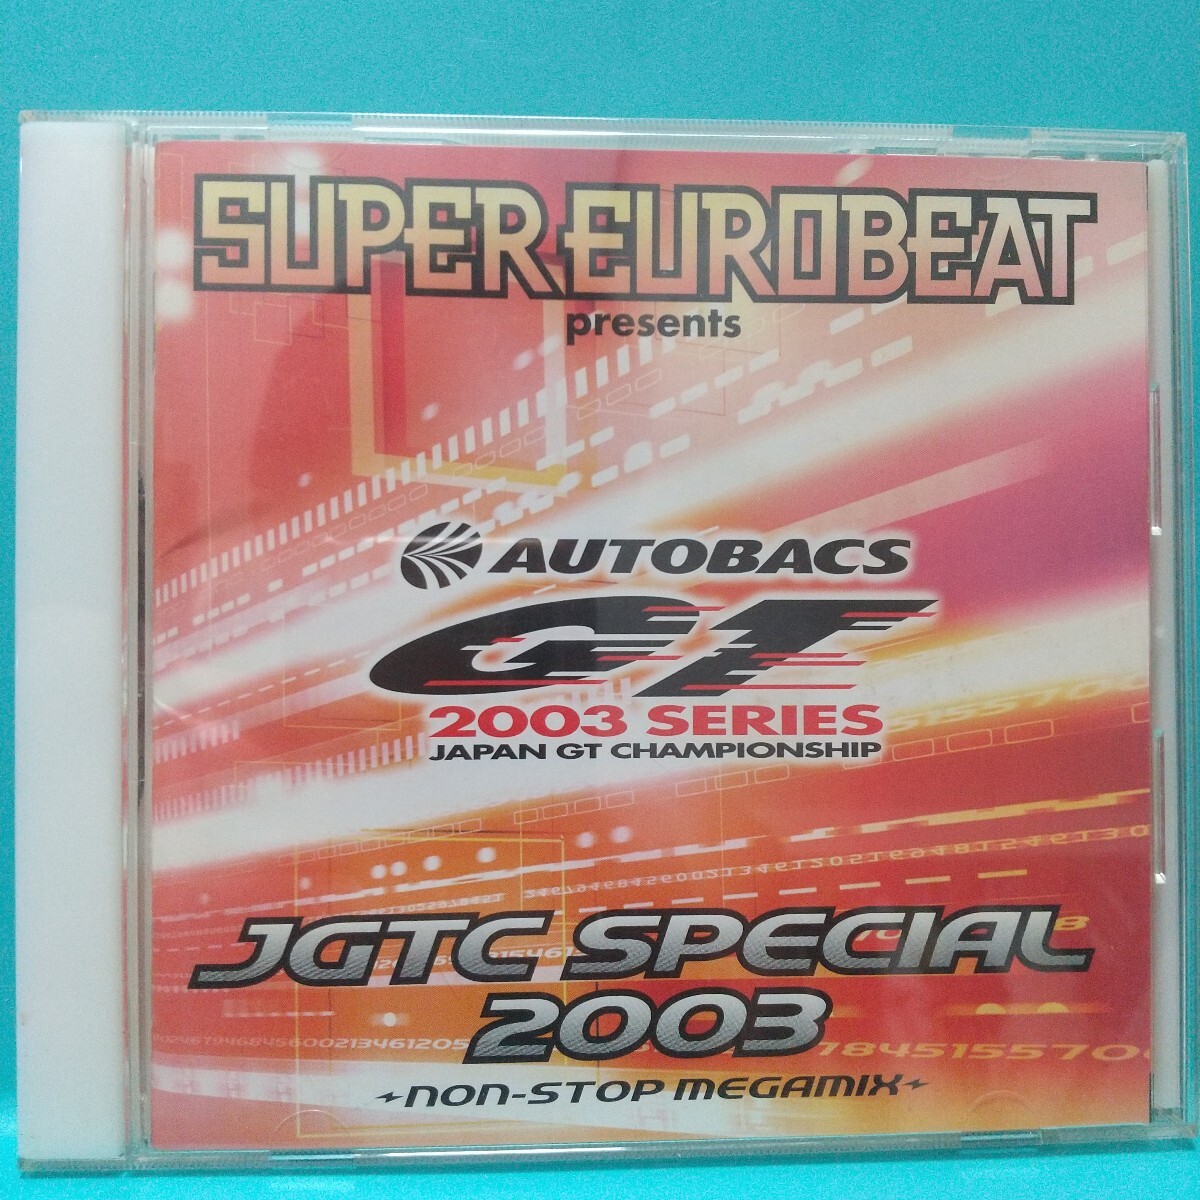 SUPER EUROBEAT
presents
AUTOBACS
GT
2003 SERIES
JAPAN GT CHAMPIONSHIP
JGTC SPECIAL
2003
NON-STOP MEGAMIX